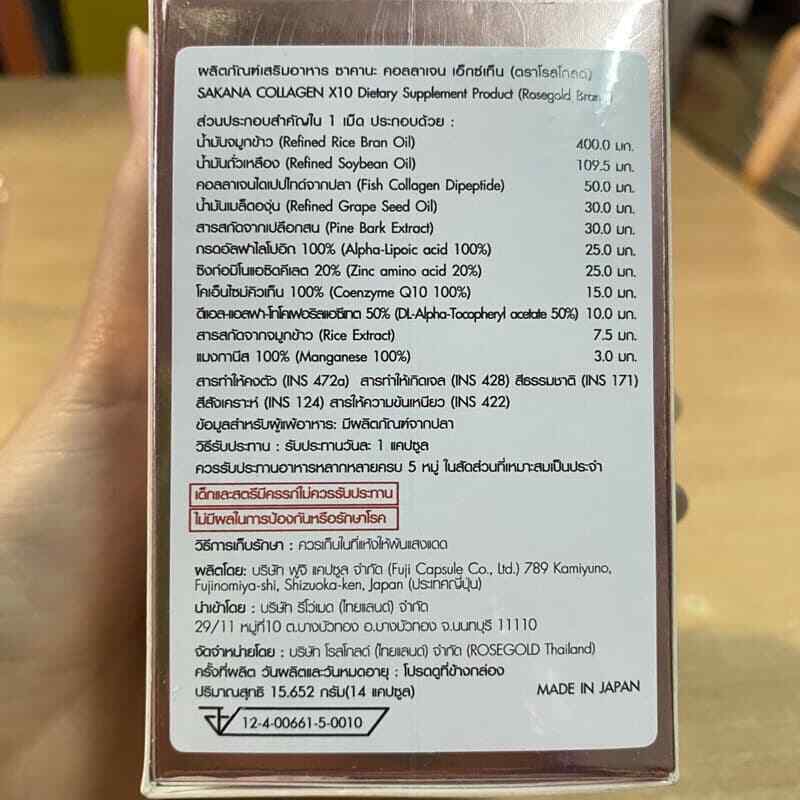 ผลิตภัณฑ์เสริมอาหาร ซาคานะ คอลลาเจน เอ็กซ์เท็น (ตราโรสโกลด์)
SAKANA COLLAGEN X10 Dietary Supplement Product (Rosegold
ส่วนประกอบสำคัญใน 1 เม็ด ประกอบด้วย :
น้ำมันจมูกข้าว (Refined Rice Bran Oil) 400.0 มก.
น้ำมันถั่วเหลือง (Refined Soybean Oil) 109.5 มก.
คอลลาเจนไดเปปไทด์จากปลา (Fish Collagen Dipeptide) 50.0 มก.
น้ำมันเมล็ดองุ่น (Refined Grape Seed Oil) 30.0 มก.
สารสกัดจากเปลือกสน (Pine Bark Extract) 30.0 มก.
กรดอัลฟาไลโปอิก 100% (Alpha-Lipoic acid 100%) 25.0 มก.
ซิงก์อมิโนแอซิดคีเลต 20% (Zinc amino acid 20%) 25.0 มก.
โคเอ็นไซม์คิวเท็น 100% (Coenzyme Q10 100%) 15.0 มก.
ดีแอล-แอลฟา-โทโคเฟอริลแอซีเทต 50% (DL-Alpha-Tocopheryl acetate 50%) 10.0 มก.
สารสกัดจากจมูกข้าว (Rice Extract) 7.5 มก.
แมงกานีส 100% (Manganese 100%) 3.0 มก.
สารทำให้คงตัว (INS 472a) สารทำให้เกิดเจล (INS 428) สีธรรมชาติ (INS 171)
สีสังเคราะห์ (INS 124) สารให้ความข้นเหนียว (INS 422)
ข้อมูลสำหรับผู้แพ้อาหาร: มีผลิตภัณฑ์จากปลา
วิธีรับประทาน : รับประทานวันละ 1 แคปซูล
ควรรับประทานอาหารหลากหลายครบ 5 หมู่ ในสัดส่วนที่เหมาะสมเป็นประจำ
เด็กและสตรีมีครรภ์ไม่ควรรับประทาน
ไม่มีผลในการป้องกันหรือรักษาโรค
วิธีการเก็บรักษา : ควรเก็บในที่แห้งให้พ้นแสงแดด
ผลิตโดย: บริษัท ฟูจิ แคปซูล จำกัด (Fuji Capsule Co., Ltd.) 789 Kamiyuno,
Fujinomiya-shi, Shizuoka-ken, Japan (ประเทศญี่ปุ่น)
นำเข้าโดย : บริษัท รีโว่เมด (ไทยแลนด์) จำกัด
29/11 หมู่ที่10 ต.บางบัวทอง อ.บางบัวทอง จ.นนทบุรี 11110
จัดจำหน่ายโดย : บริษัท โรสโกลด์ (ไทยแลนด์) จำกัด (ROSEGOLD Thailand)
ครั้งที่ผลิต วันผลิตและวันหมดอายุ : โปรดดูที่ข้างกล่อง
ปริมาณสุทธิ 15.652 กรัม(14 แคปซูล) MADE IN JAPAN
อย 12-4-00661-5-0010